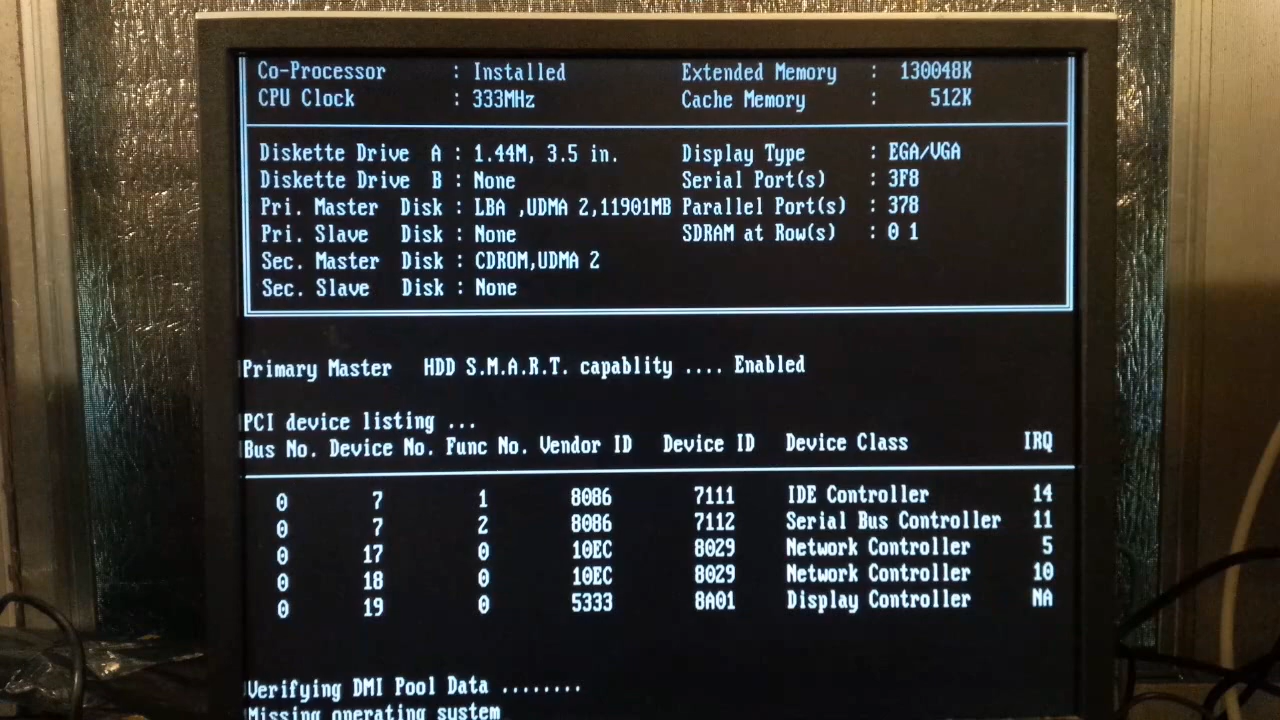 Co-Processor : Installed Extended Memory : 130048K
CPU Clock : 333MHz Cache Memory : 512K
Diskette Drive A : 1.44M, 3.5 in. Display Type : EGA/VGA
Diskette Drive B : None Serial Port(s) : 3F8
Pri. Master Disk : LBA ,UDMA 2,11901MB Parallel Port(s) : 378
Pri. Slave Disk : None SDRAM at Row(s) : 0 1
Sec. Master Disk : CDROM,UDMA 2
Sec. Slave Disk : None
Primary Master HDD S.M.A.R.T. capablity .... Enabled
PCI device listing ...
Bus No. Device No. Func No. Vendor ID Device ID Device Class IRQ
0 7 1 8086 7111 IDE Controller 14
0 7 2 8086 7112 Serial Bus Controller 11
0 17 0 10EC 8029 Network Controller 5
0 18 0 10EC 8029 Network Controller 10
0 19 0 5333 8A01 Display Controller NA
Verifying DMI Pool Data ........
Missing operating system